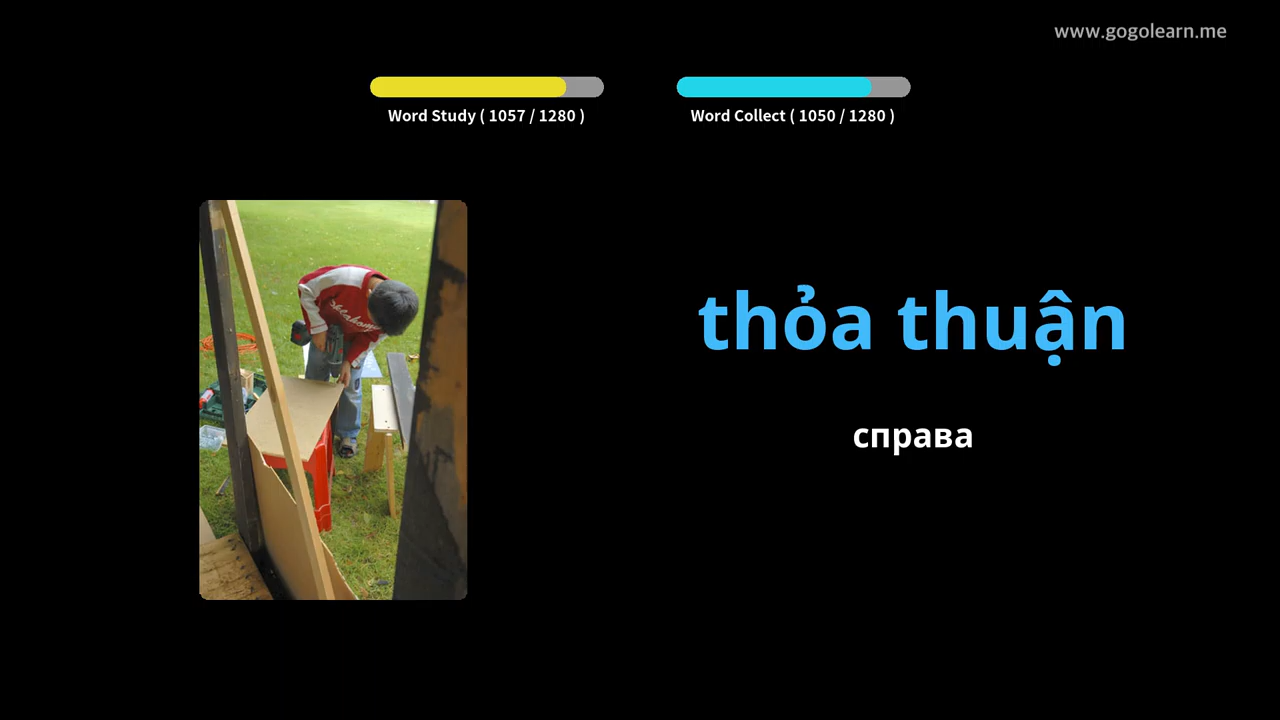 www.gogolearn.me
Word Study ( 1057 / 1280 )
Word Collect ( 1050 / 1280 )
thỏa thuận
справа